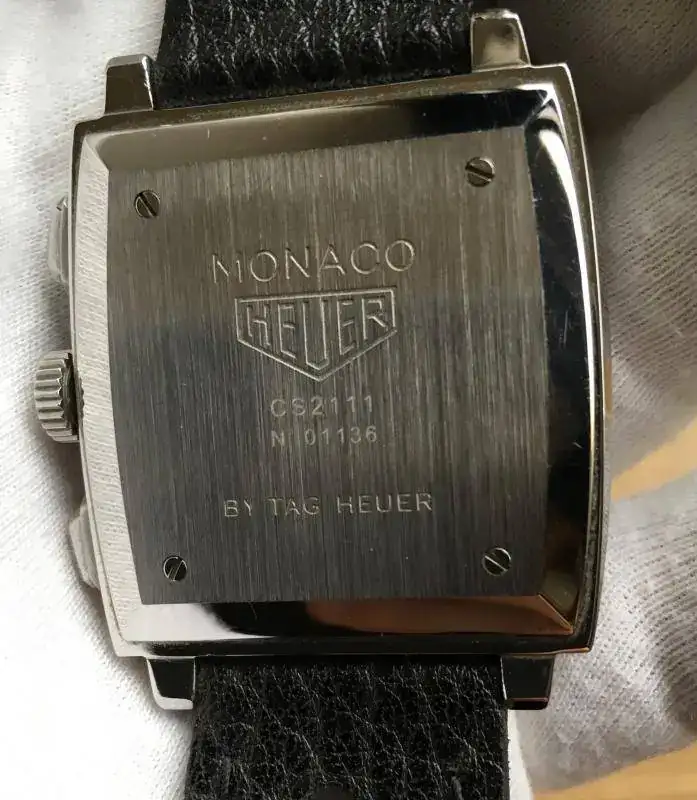 MONACO
HEUER
CS2111
N° 01136
BY TAG HEUER